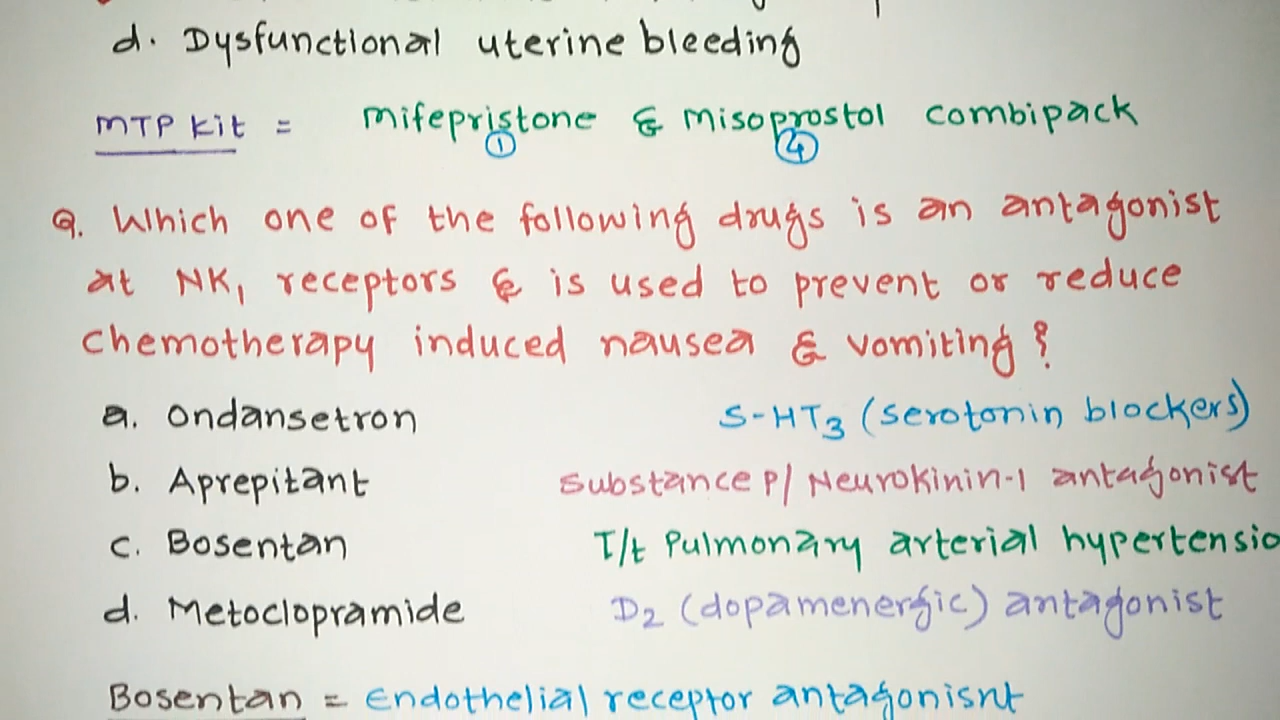 d. Dysfunctional uterine bleeding
MTP Kit = Mifepristone & Misoprostol combipack
1 4
Q. Which one of the following drugs is an antagonist
at NK1 receptors & is used to prevent or reduce
chemotherapy induced nausea & vomiting ?
a. Ondansetron S-HT3 (serotonin blockers)
b. Aprepitant Substance P/ Neurokinin-1 antagonist
c. Bosentan T/t Pulmonary arterial hypertensio
d. Metoclopramide D2 (dopamenergic) antagonist
Bosentan = Endothelial receptor antagonisnt